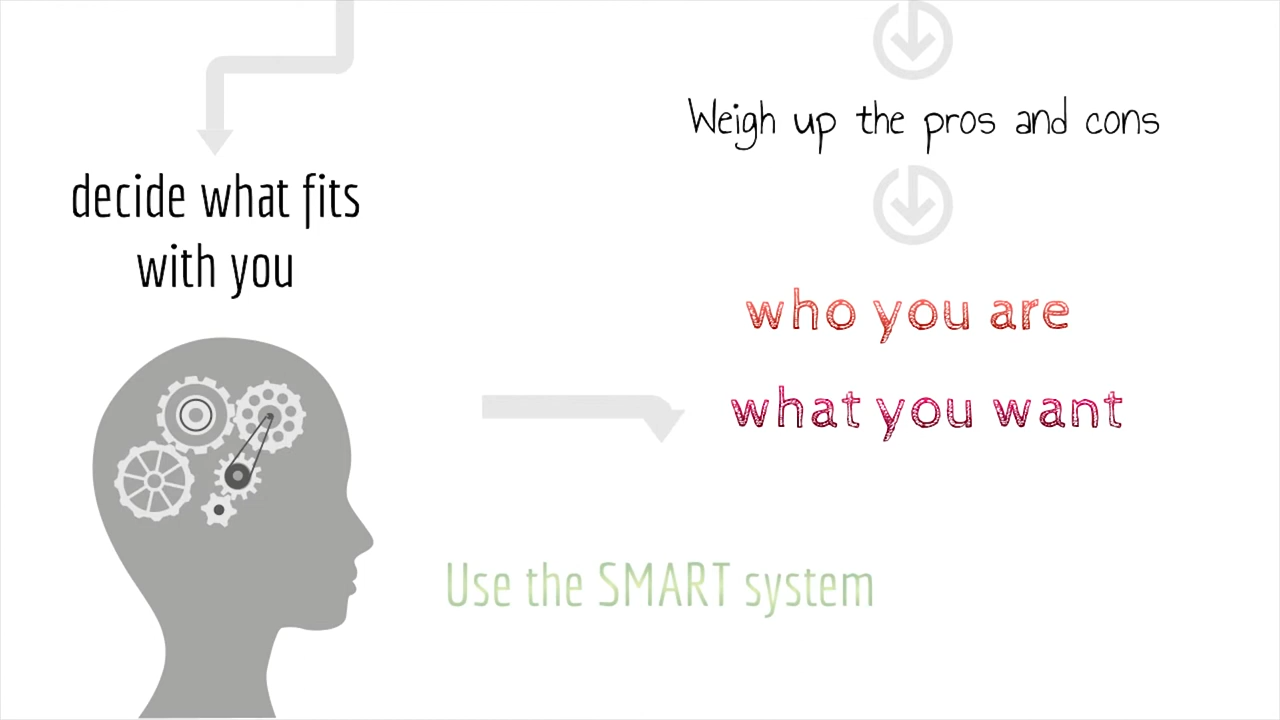 Weigh up the pros and cons
decide what fits
with you
who you are
what you want
Use the SMART system